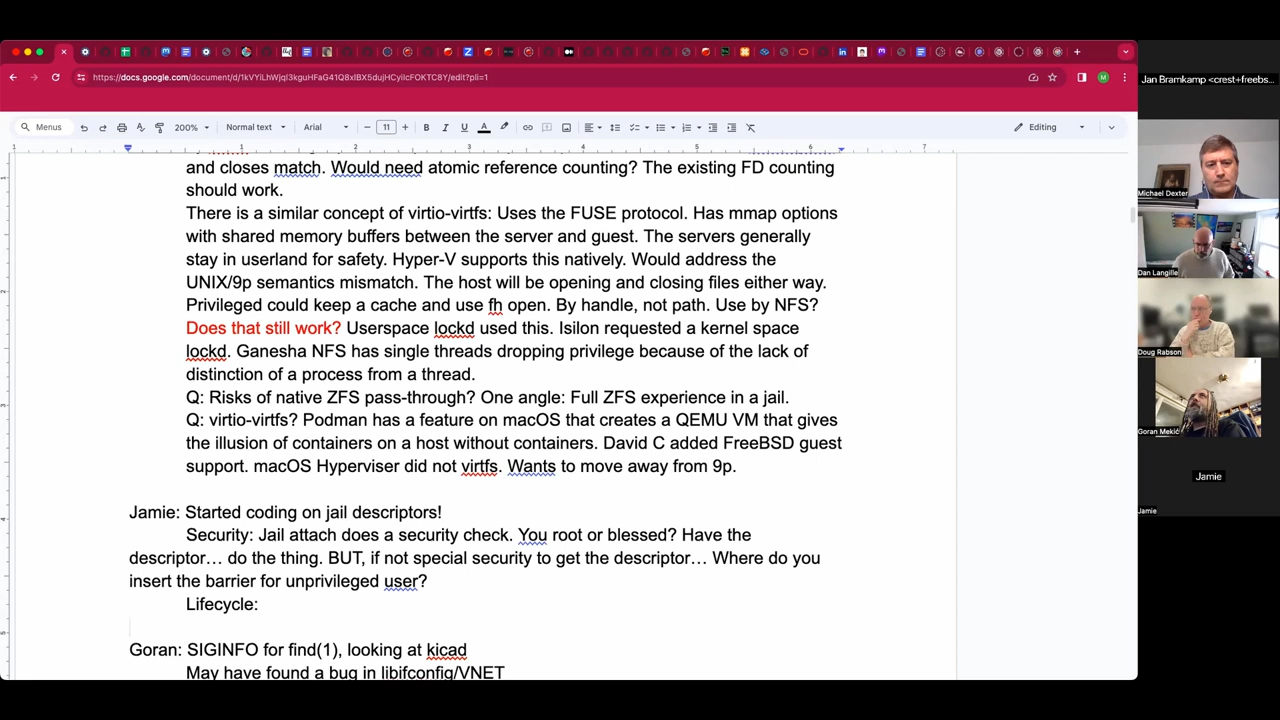 https://docs.google.com/document/d/1kVYiLhWjqI3kguHFaG41Q8xIBX5dujHCyiIcFOKTC8Y/edit?pli=1
Jan Bramkamp <crest+freebs...
Menus
200%
Normal text
Arial
11
Editing
1 1 2 3 4 5 6 7
and closes match. Would need atomic reference counting? The existing FD counting
should work.
There is a similar concept of virtio-virtfs: Uses the FUSE protocol. Has mmap options
with shared memory buffers between the server and guest. The servers generally
stay in userland for safety. Hyper-V supports this natively. Would address the
UNIX/9p semantics mismatch. The host will be opening and closing files either way.
Privileged could keep a cache and use fh open. By handle, not path. Use by NFS?
Does that still work? Userspace lockd used this. Isilon requested a kernel space
lockd. Ganesha NFS has single threads dropping privilege because of the lack of
distinction of a process from a thread.
Q: Risks of native ZFS pass-through? One angle: Full ZFS experience in a jail.
Q: virtio-virtfs? Podman has a feature on macOS that creates a QEMU VM that gives
the illusion of containers on a host without containers. David C added FreeBSD guest
support. macOS Hyperviser did not virtfs. Wants to move away from 9p.
Jamie: Started coding on jail descriptors!
Security: Jail attach does a security check. You root or blessed? Have the
descriptor… do the thing. BUT, if not special security to get the descriptor… Where do you
insert the barrier for unprivileged user?
Lifecycle:
Goran: SIGINFO for find(1), looking at kicad
May have found a bug in libifconfig/VNET
Michael Dexter
Dan Langille
Doug Rabson
Goran Mekić
Jamie
Jamie